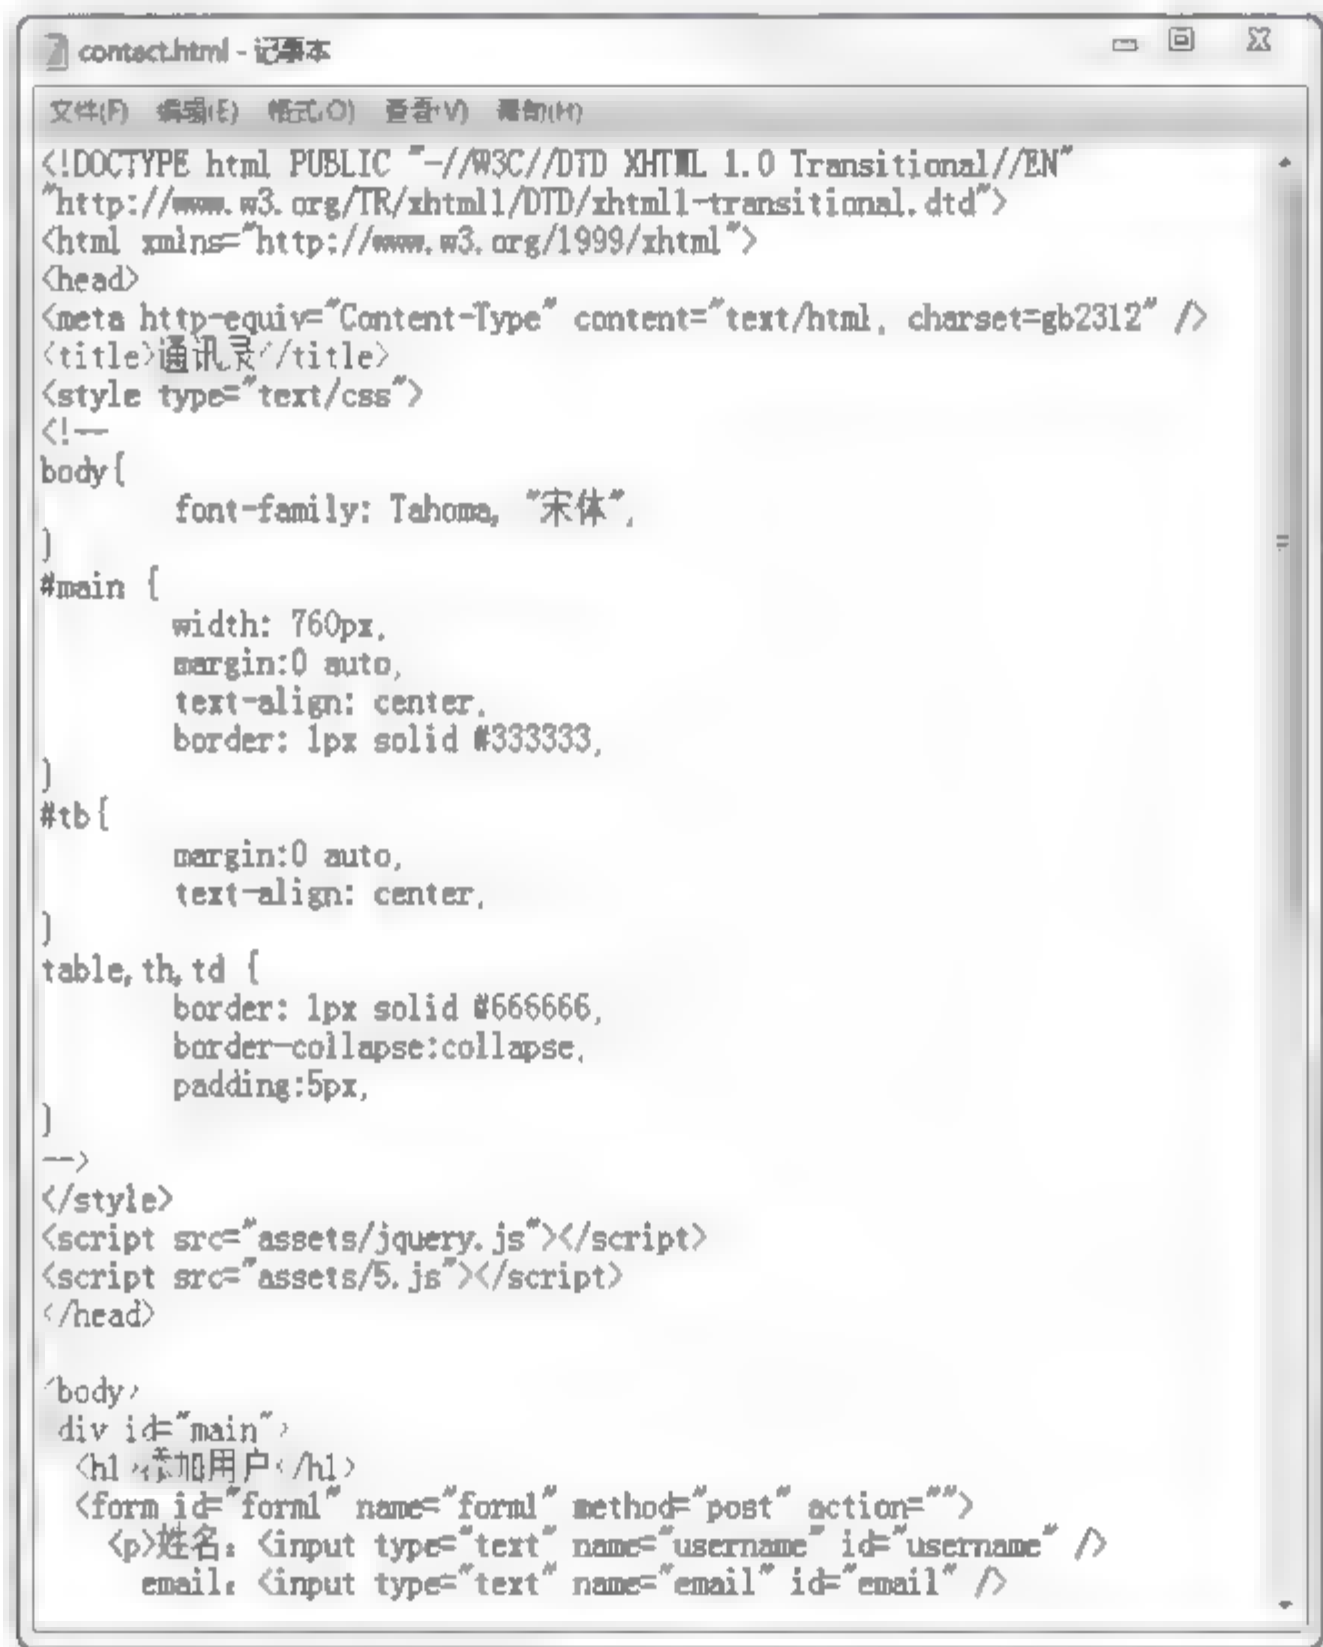 contact.html - 记事本
文件(F) 编辑(E) 格式(O) 查看(V) 帮助(H)
<!DOCTYPE html PUBLIC "-//W3C//DTD XHTML 1.0 Transitional//EN"
"http://www.w3.org/TR/xhtml1/DTD/xhtml1-transitional.dtd">
<html xmlns="http://www.w3.org/1999/xhtml">
<head>
<meta http-equiv="Content-Type" content="text/html; charset=gb2312" />
<title>通讯录</title>
<style type="text/css">
<!--
body{
font-family: Tahoma, "宋体";
}
#main {
width: 760px;
margin:0 auto;
text-align: center;
border: 1px solid #333333;
}
#tb{
margin:0 auto;
text-align: center;
}
table,th,td {
border: 1px solid #666666;
border-collapse:collapse;
padding:5px;
}
-->
</style>
<script src="assets/jquery.js"></script>
<script src="assets/5.js"></script>
</head>
<body>
<div id="main">
<h1>添加用户</h1>
<form id="form1" name="form1" method="post" action="">
<p>姓名: <input type="text" name="username" id="username" />
email: <input type="text" name="email" id="email" />